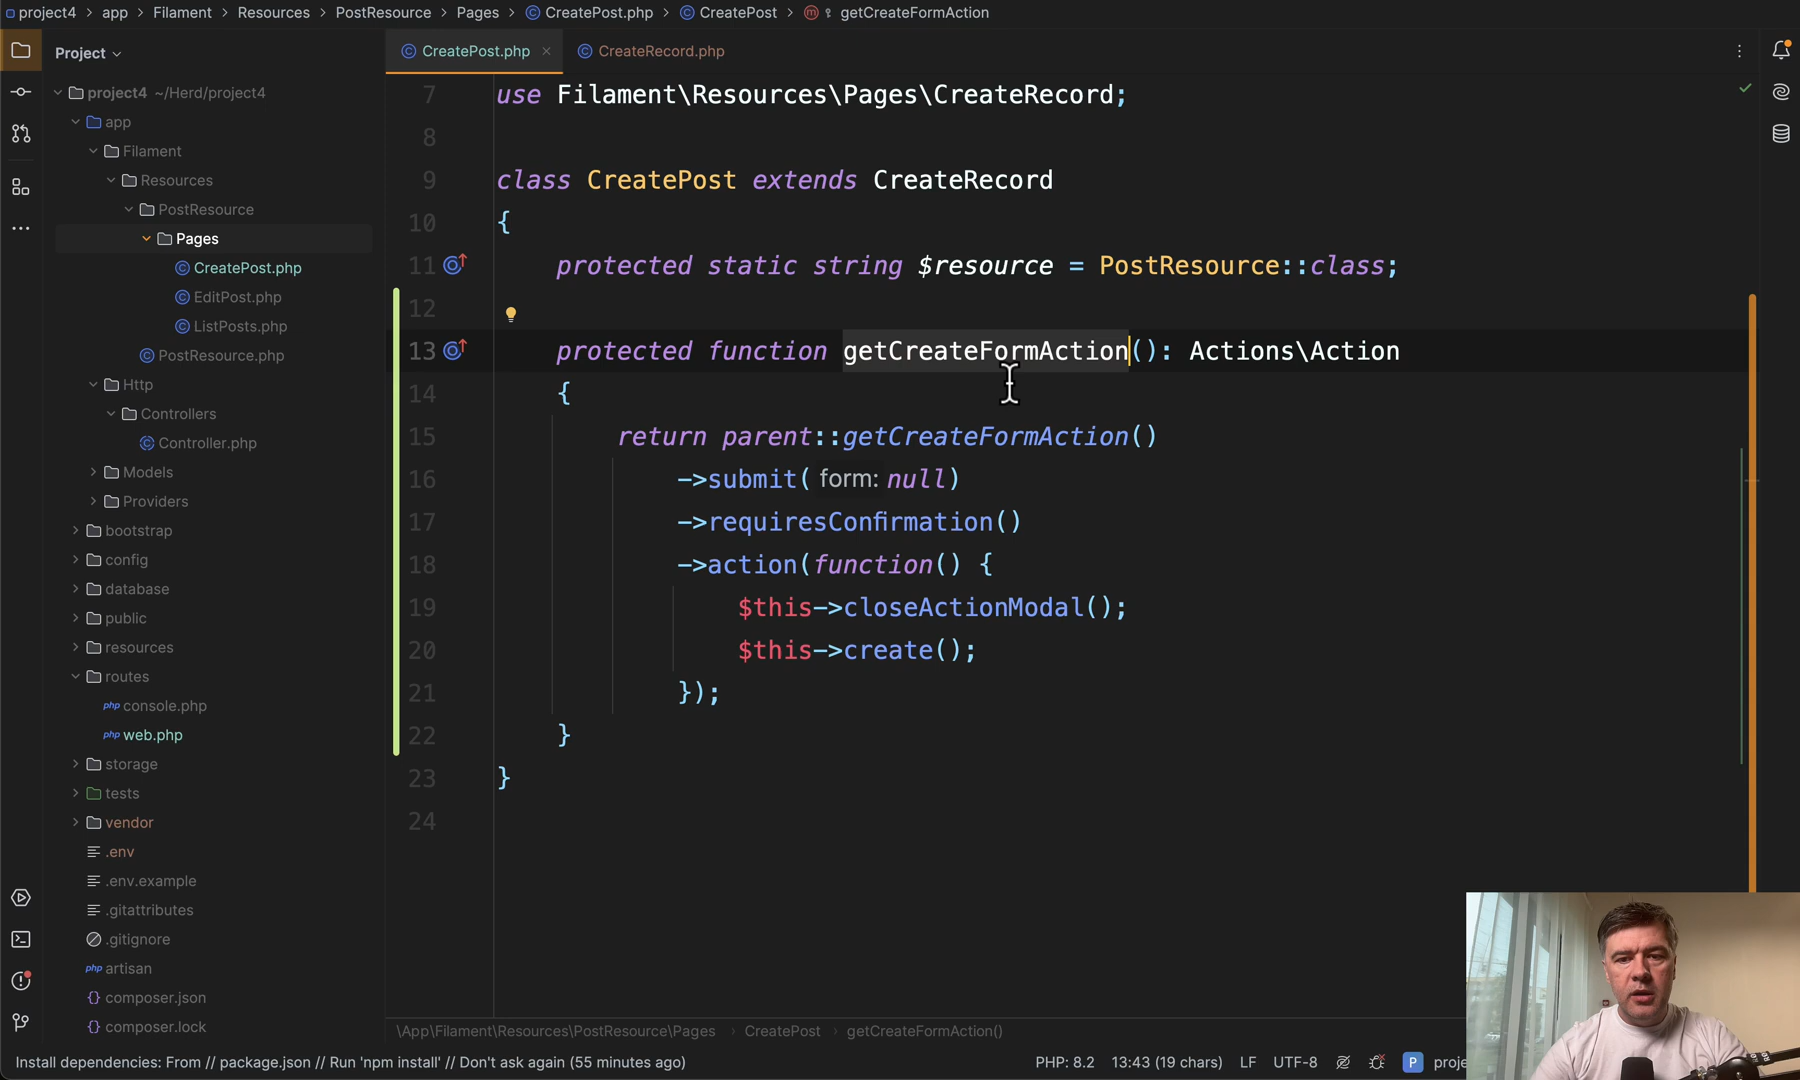 project4 > app > Filament > Resources > PostResource > Pages > CreatePost.php > CreatePost > getCreateFormAction
Project
CreatePost.php
CreateRecord.php
project4 ~/Herd/project4
app
Filament
Resources
PostResource
Pages
CreatePost.php
EditPost.php
ListPosts.php
PostResource.php
Http
Controllers
Controller.php
Models
Providers
bootstrap
config
database
public
resources
routes
php console.php
php web.php
storage
tests
vendor
.env
.env.example
.gitattributes
.gitignore
php artisan
{} composer.json
{} composer.lock
7 use Filament\Resources\Pages\CreateRecord;
8
9 class CreatePost extends CreateRecord
10 {
11 protected static string $resource = PostResource::class;
12
13 protected function getCreateFormAction(): Actions\Action
14 {
15 return parent::getCreateFormAction()
16 ->submit( form: null)
17 ->requiresConfirmation()
18 ->action(function() {
19 $this->closeActionModal();
20 $this->create();
21 });
22 }
23 }
24
\App\Filament\Resources\PostResource\Pages > CreatePost > getCreateFormAction()
Install dependencies: From // package.json // Run 'npm install' // Don't ask again (55 minutes ago)
PHP: 8.2 13:43 (19 chars) LF UTF-8 P proje